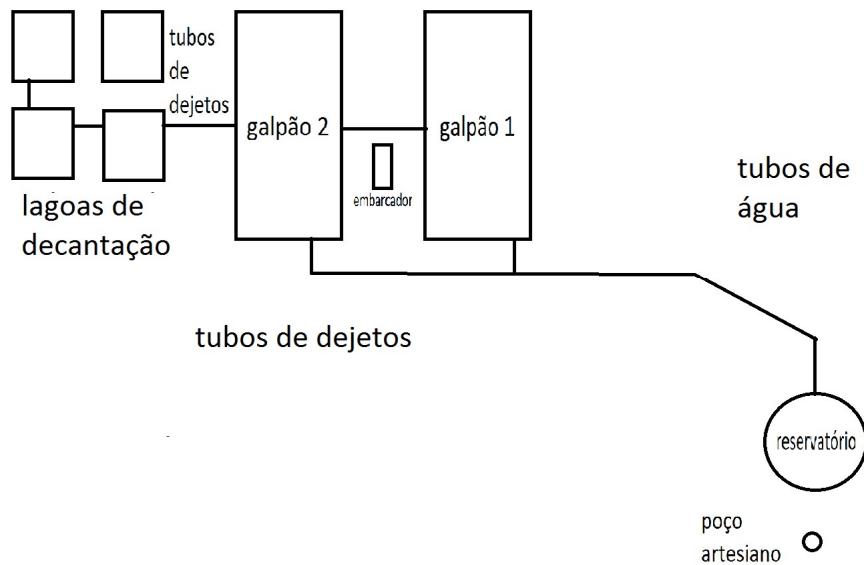 tubos
de
dejetos
galpão 2
galpão 1
embarcador
tubos de
água
lagoas de
decantação
tubos de dejetos
reservatório
poço
artesiano